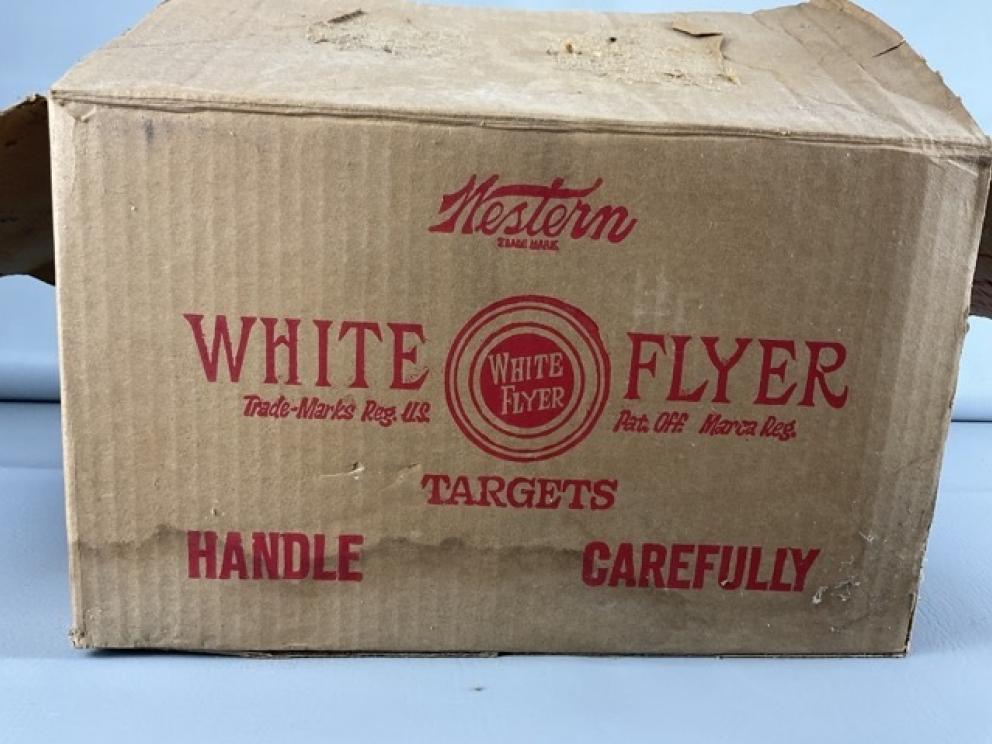 Western
TRADE MARK
WHITE WHITE FLYER FLYER
Trade-Marks Reg. U.S. Pat. Off. Marca Reg.
TARGETS
HANDLE CAREFULLY